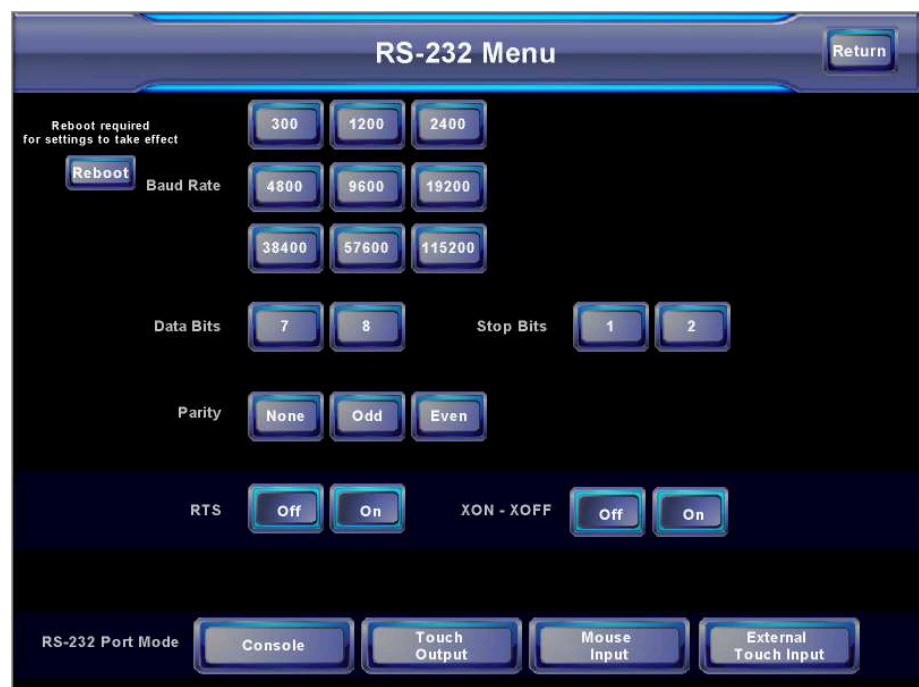 RS-232 Menu
Return
Reboot required
for settings to take effect
Reboot
Baud Rate
300 1200 2400
4800 9600 19200
38400 57600 115200
Data Bits 7 8 Stop Bits 1 2
Parity None Odd Even
RTS Off On XON - XOFF Off On
RS-232 Port Mode
Console
Touch
Output
Mouse
Input
External
Touch Input